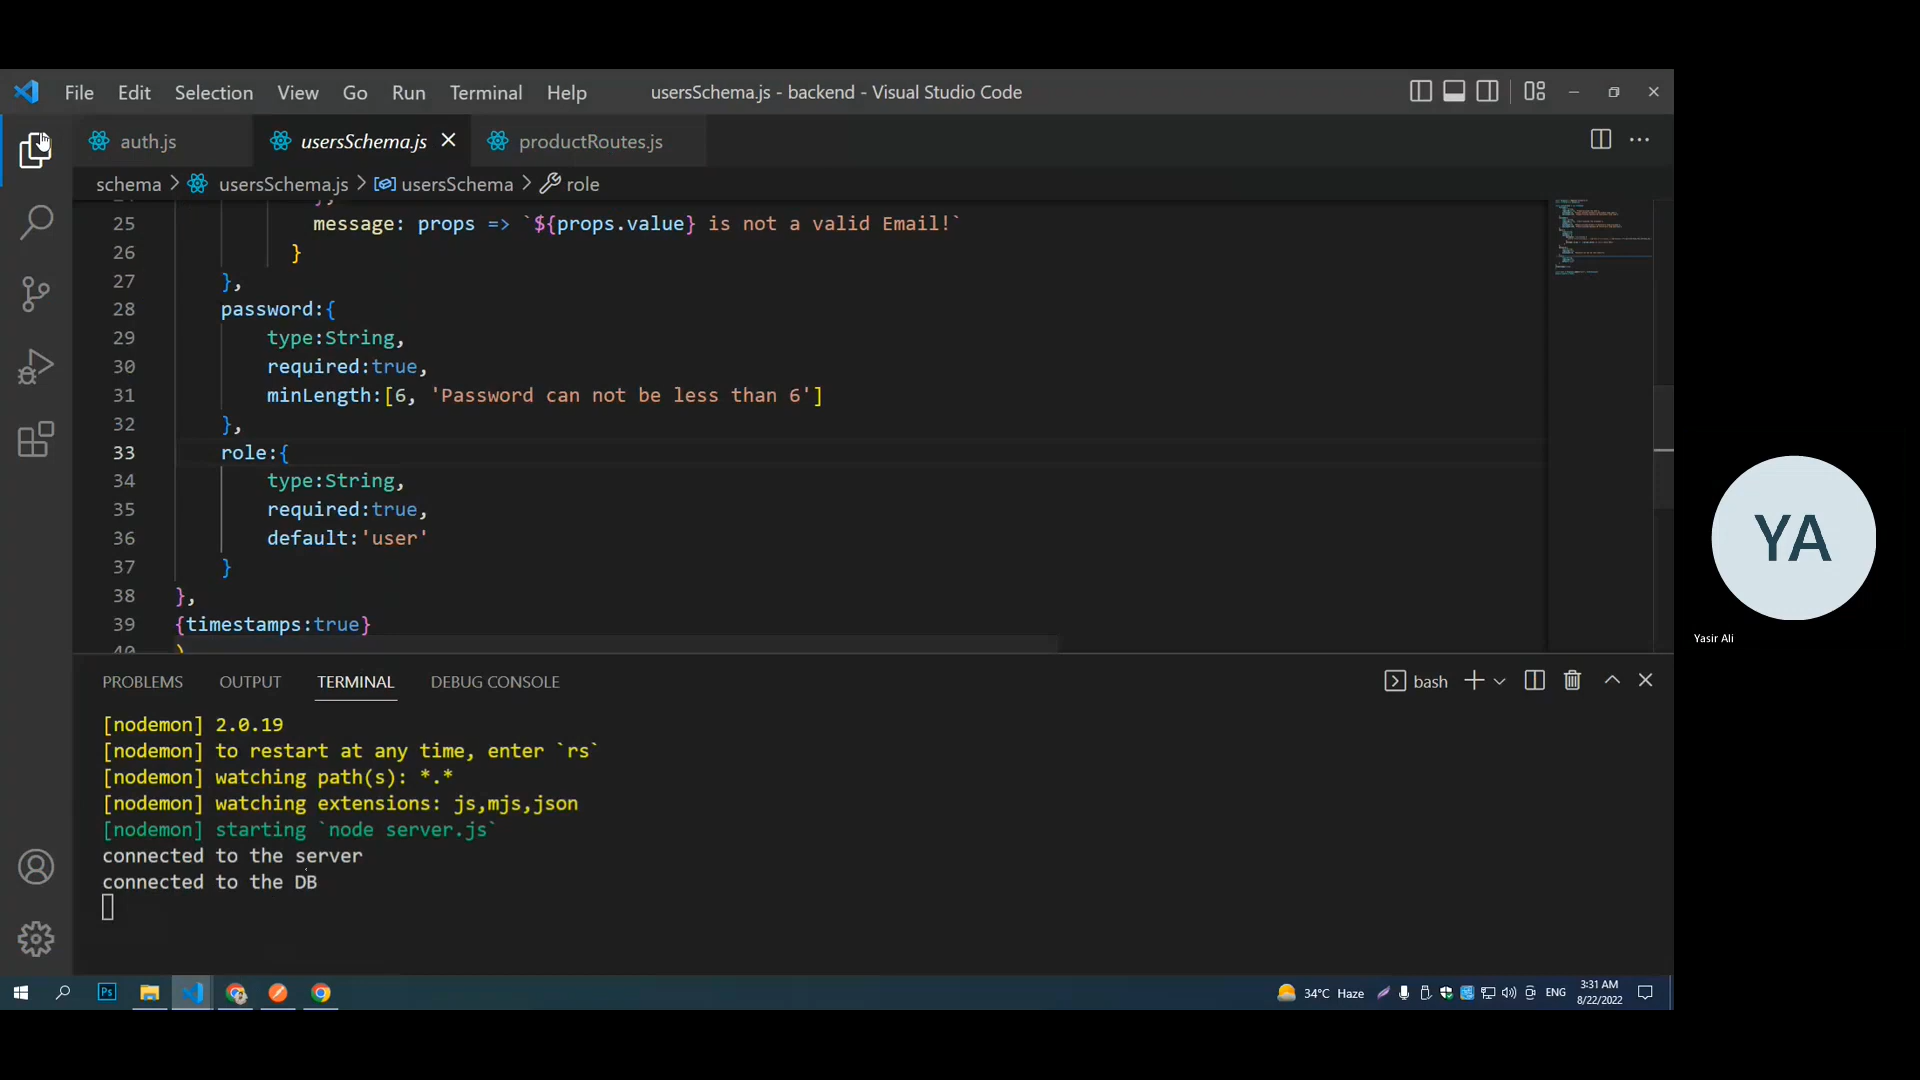 File Edit Selection View Go Run Terminal Help usersSchema.js - backend - Visual Studio Code
auth.js usersSchema.js productRoutes.js
schema > usersSchema.js > usersSchema > role
25 message: props => `${props.value} is not a valid Email!`
26 }
27 },
28 password:{
29 type:String,
30 required:true,
31 minLength:[6, 'Password can not be less than 6']
32 },
33 role:{
34 type:String,
35 required:true,
36 default:'user'
37 }
38 },
39 {timestamps:true}
40 )
YA
Yasir Ali
PROBLEMS OUTPUT TERMINAL DEBUG CONSOLE bash
[nodemon] 2.0.19
[nodemon] to restart at any time, enter `rs`
[nodemon] watching path(s): *.*
[nodemon] watching extensions: js,mjs,json
[nodemon] starting `node server.js`
connected to the server
connected to the DB
Ps 34°C Haze ENG 3:31 AM
8/22/2022